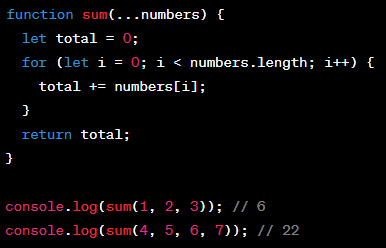 function sum(...numbers) {
  let total = 0;
  for (let i = 0; i < numbers.length; i++) {
    total += numbers[i];
  }
  return total;
}

console.log(sum(1, 2, 3)); // 6
console.log(sum(4, 5, 6, 7)); // 22